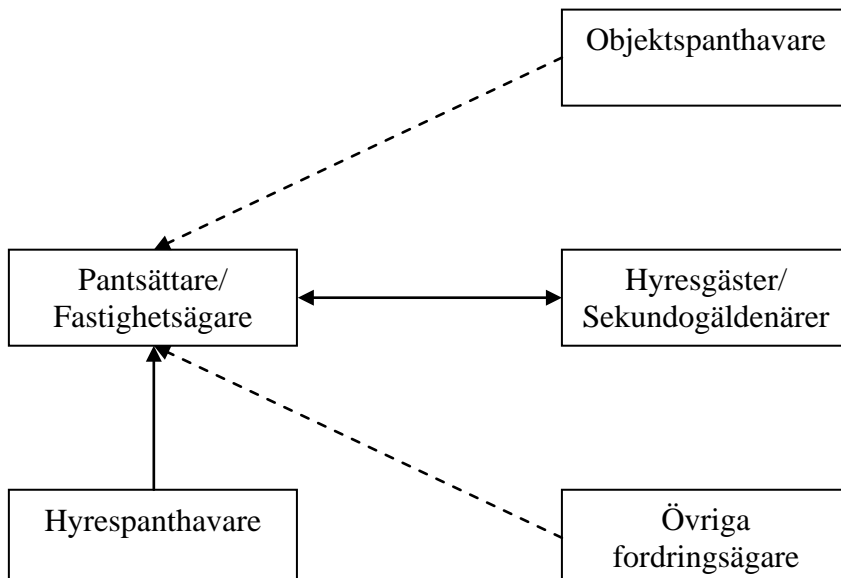 Objektspanthavare
Pantsättare/
Fastighetsägare
Hyresgäster/
Sekundogäldenärer
Hyrespanthavare
Övriga
fordringsägare